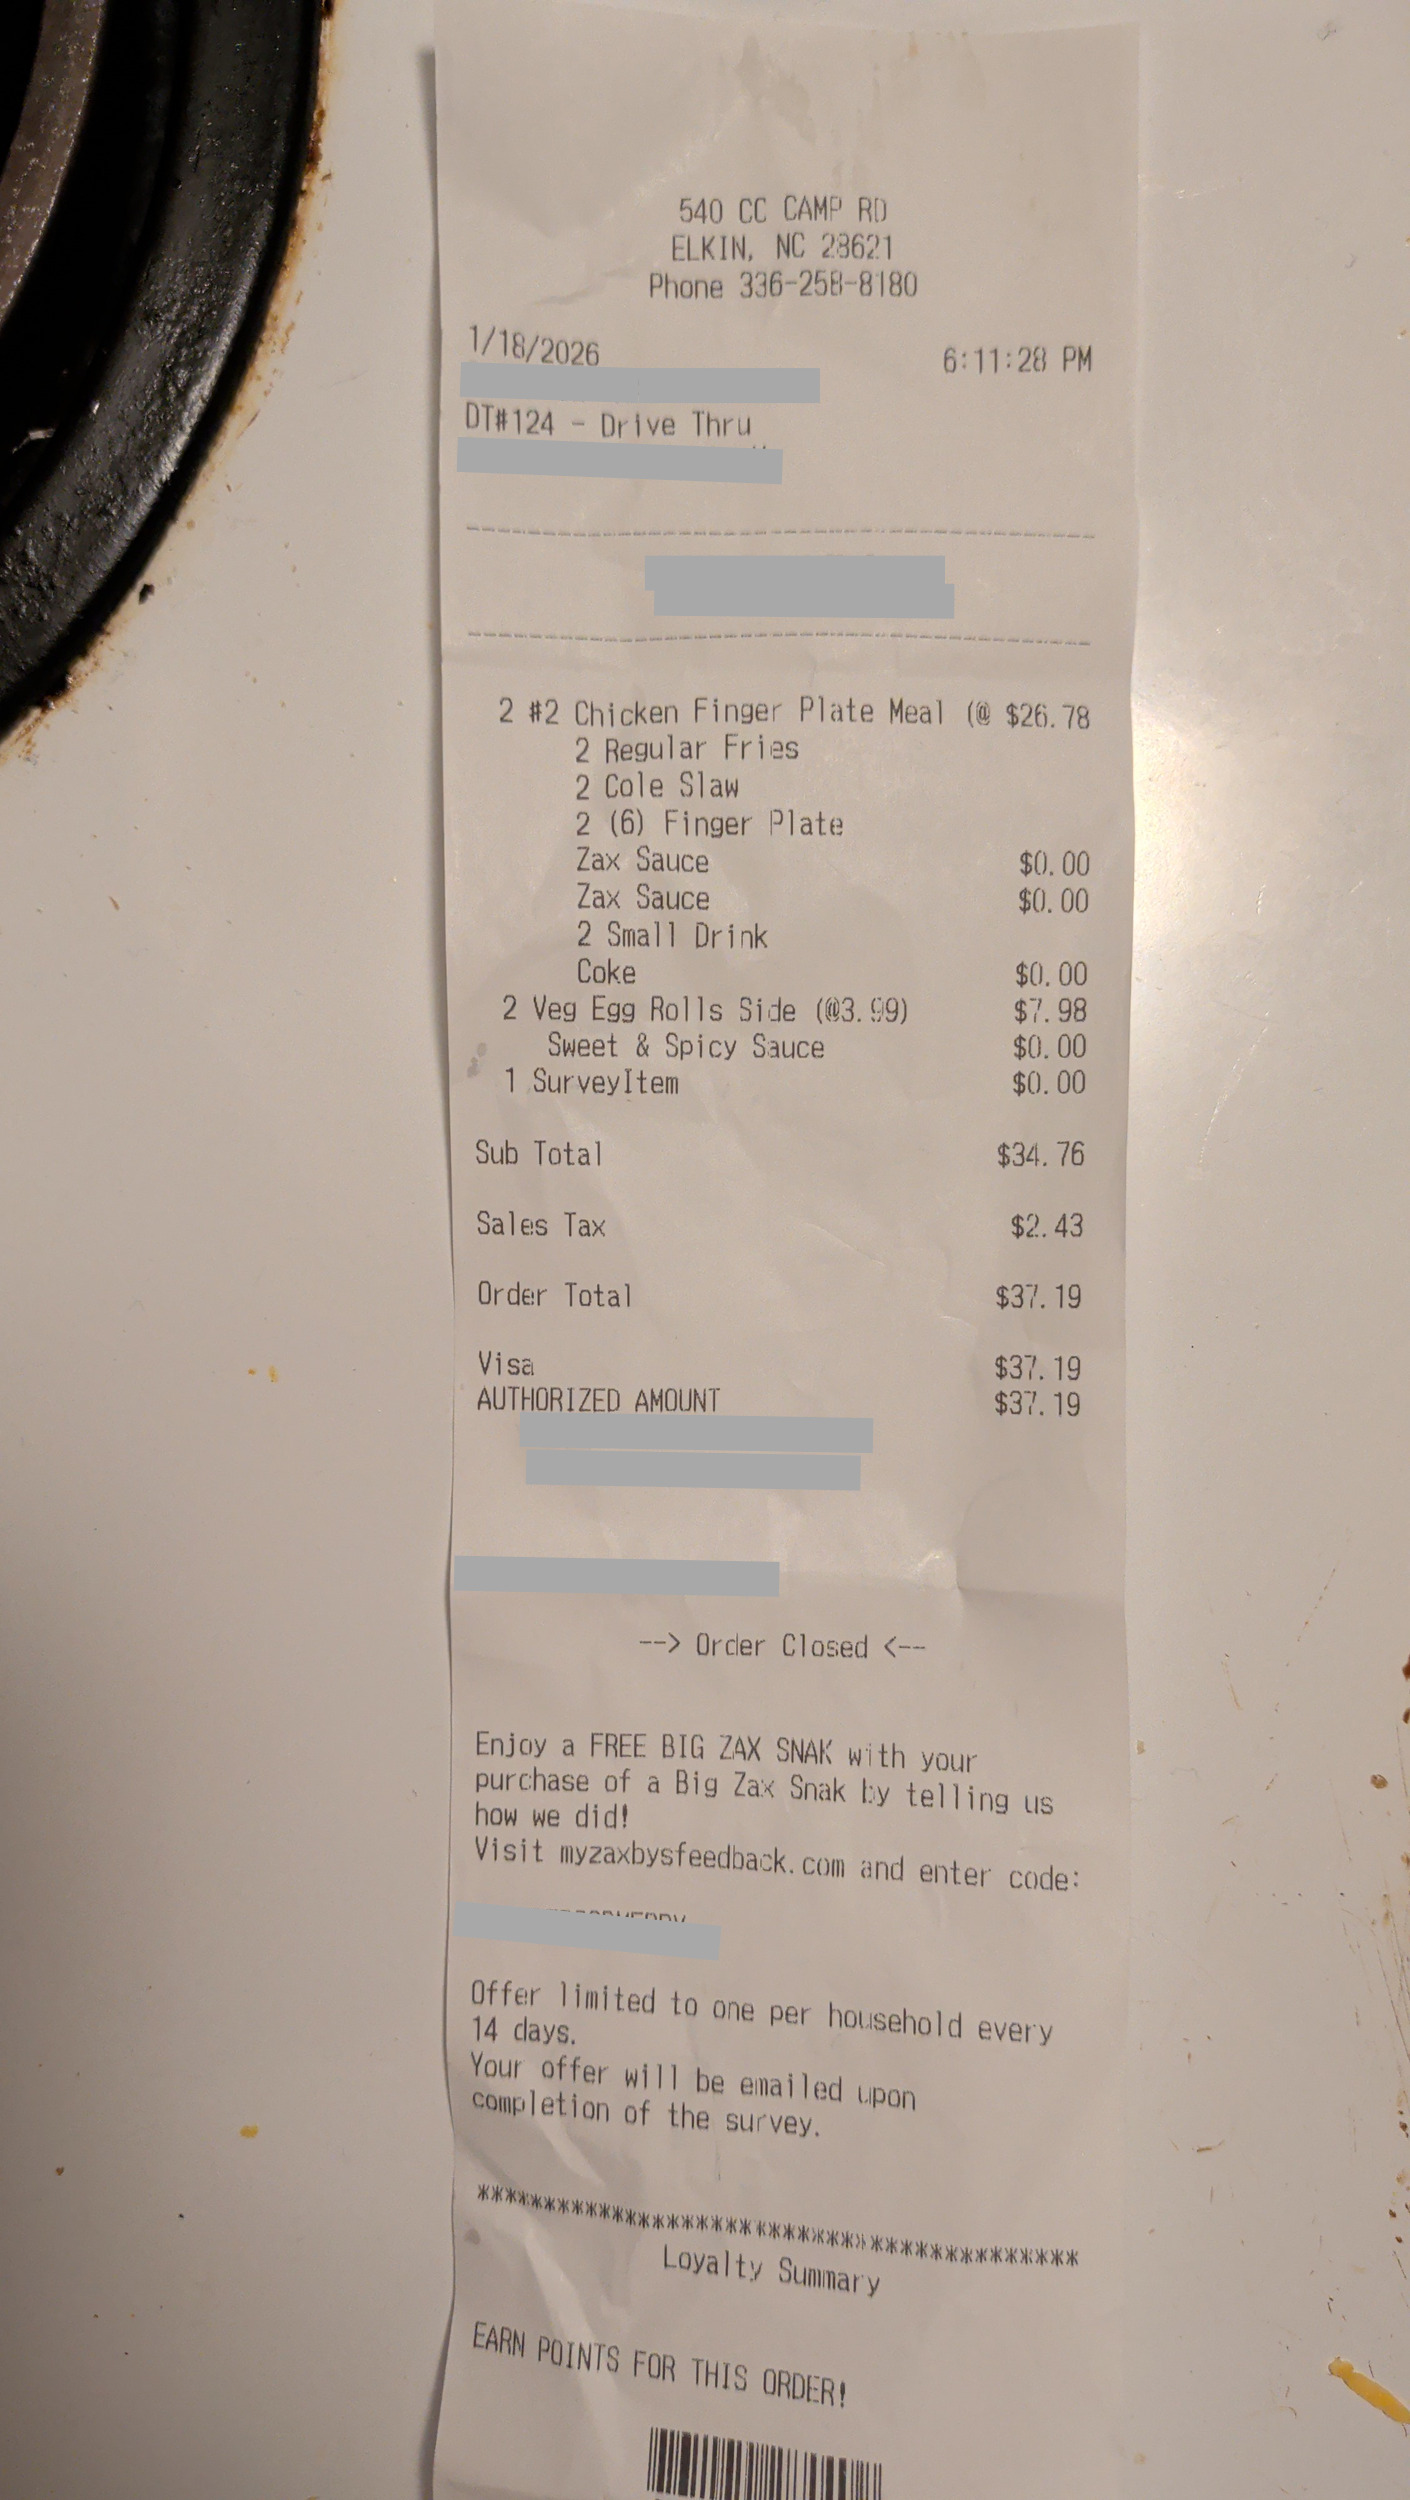 540 CC CAMP RD
ELKIN, NC 28621
Phone 336-258-8180
1/18/2026 6:11:28 PM
DT#124 - Drive Thru
2 #2 Chicken Finger Plate Meal (@ $26.78
2 Regular Fries
2 Cole Slaw
2 (6) Finger Plate
Zax Sauce $0.00
Zax Sauce $0.00
2 Small Drink
Coke $0.00
2 Veg Egg Rolls Side (@3.99) $7.98
Sweet & Spicy Sauce $0.00
1 SurveyItem $0.00
Sub Total $34.76
Sales Tax $2.43
Order Total $37.19
Visa $37.19
AUTHORIZED AMOUNT $37.19
--> Order Closed <--
Enjoy a FREE BIG ZAX SNAK with your
purchase of a Big Zax Snak by telling us
how we did!
Visit myzaxbysfeedback.com and enter code:
Offer limited to one per household every
14 days.
Your offer will be emailed upon
completion of the survey.
*******************************************
Loyalty Summary
EARN POINTS FOR THIS ORDER!